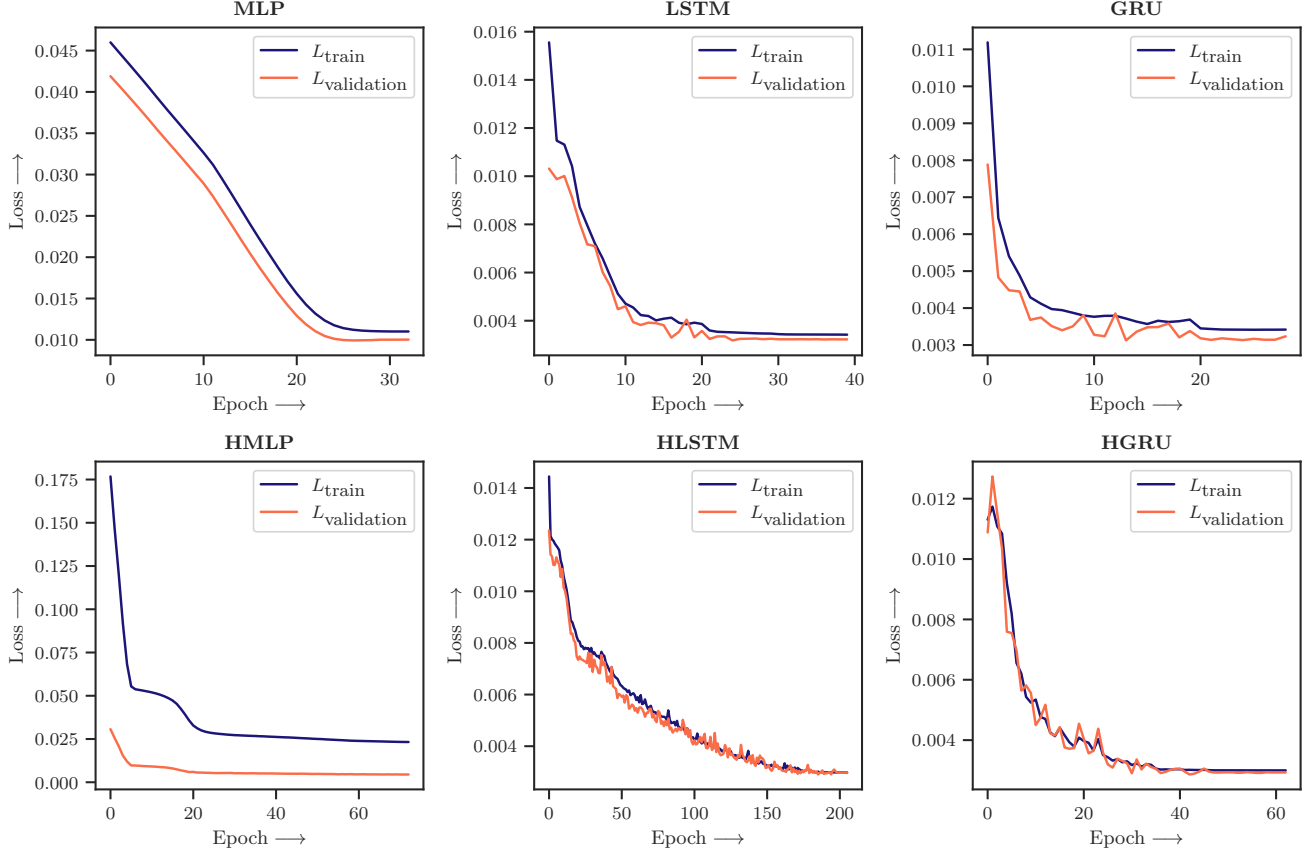 MLP
L_train
L_validation
0.045
0.040
0.035
0.030
0.025
0.020
0.015
0.010
Loss ⟶
0
10
20
30
Epoch ⟶
LSTM
L_train
L_validation
0.016
0.014
0.012
0.010
0.008
0.006
0.004
Loss ⟶
0
10
20
30
40
Epoch ⟶
GRU
L_train
L_validation
0.011
0.010
0.009
0.008
0.007
0.006
0.005
0.004
0.003
Loss ⟶
0
10
20
Epoch ⟶
HMLP
L_train
L_validation
0.175
0.150
0.125
0.100
0.075
0.050
0.025
0.000
Loss ⟶
0
20
40
60
Epoch ⟶
HLSTM
L_train
L_validation
0.014
0.012
0.010
0.008
0.006
0.004
Loss ⟶
0
50
100
150
200
Epoch ⟶
HGRU
L_train
L_validation
0.012
0.010
0.008
0.006
0.004
Loss ⟶
0
20
40
60
Epoch ⟶